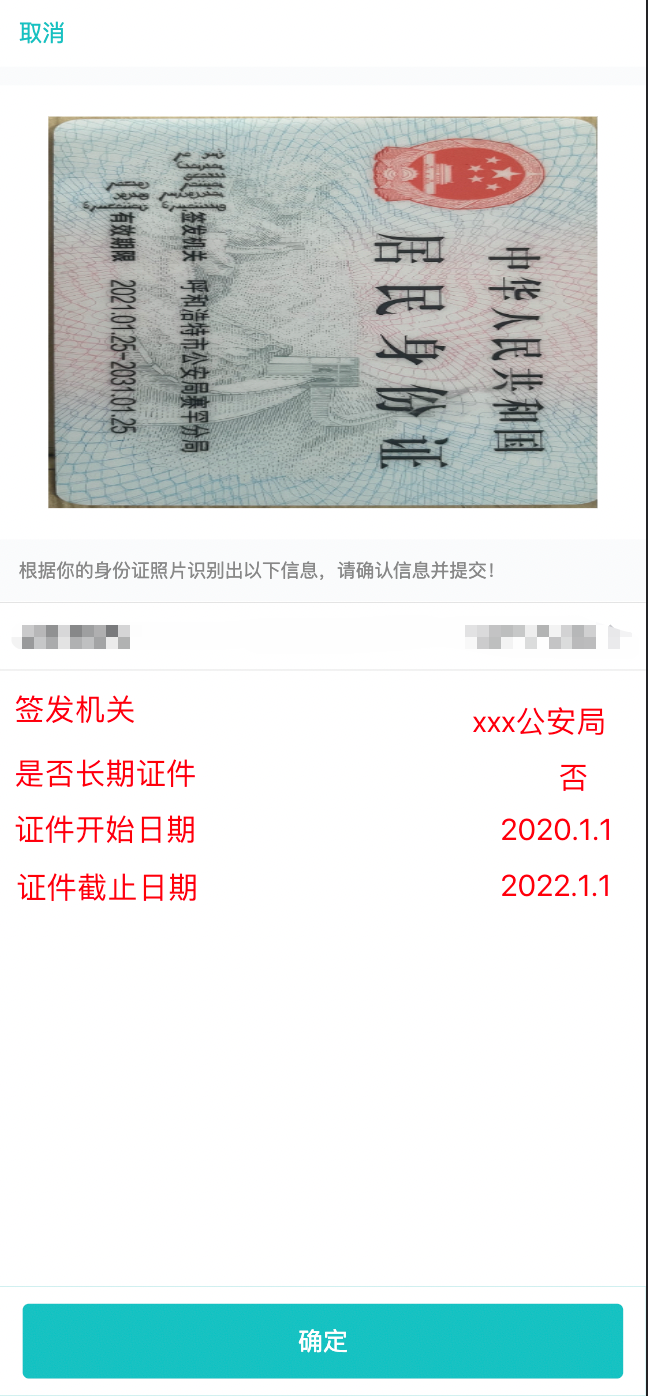 取消
中华人民共和国
居民身份证
签发机关 呼和浩特市公安局赛罕分局
有效期限 2021.01.25-2031.01.25
根据你的身份证照片识别出以下信息，请确认信息并提交！
签发机关 xxx公安局
是否长期证件 否
证件开始日期 2020.1.1
证件截止日期 2022.1.1
确定